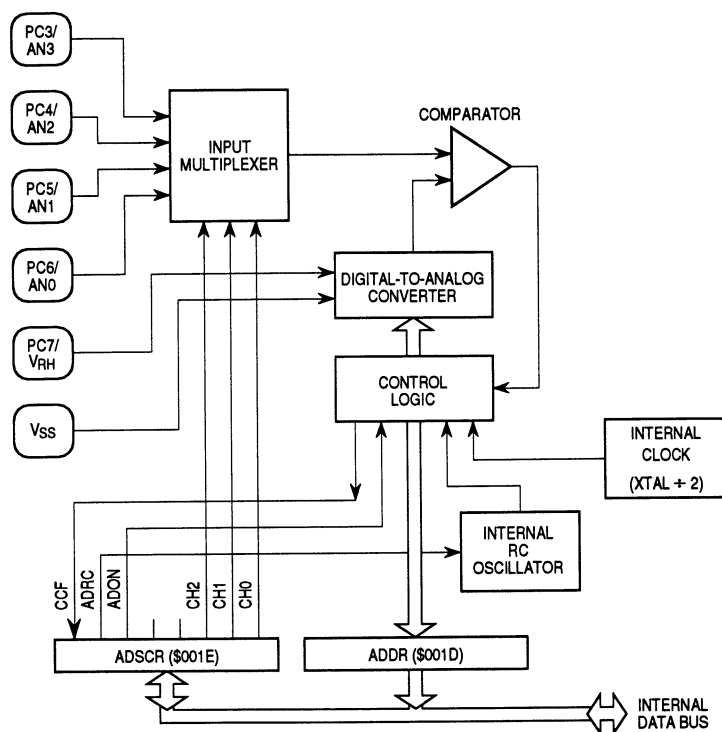 PC3/
AN3
PC4/
AN2
PC5/
AN1
PC6/
AN0
PC7/
VRH
VSS
INPUT
MULTIPLEXER
COMPARATOR
DIGITAL-TO-ANALOG
CONVERTER
CONTROL
LOGIC
INTERNAL
CLOCK
(XTAL ÷ 2)
INTERNAL
RC
OSCILLATOR
CCF
ADRC
ADON
CH2
CH1
CH0
ADSCR ($001E)
ADDR ($001D)
INTERNAL
DATA BUS